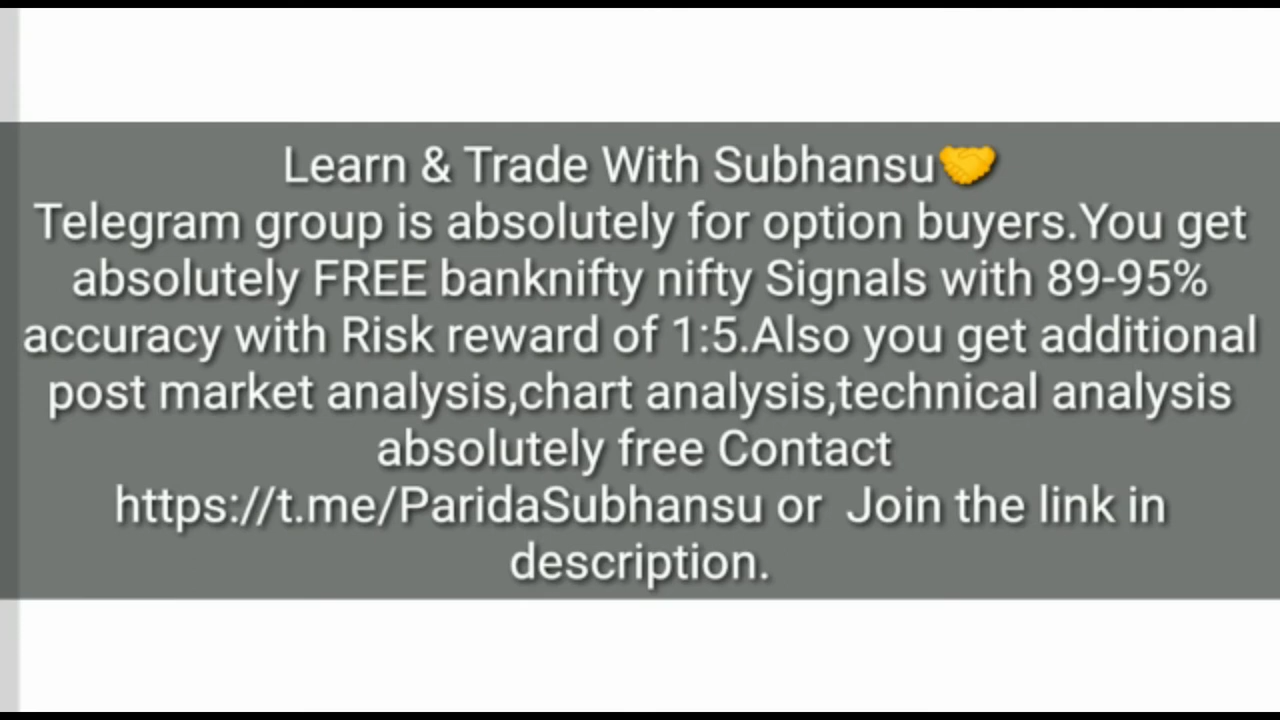 Learn & Trade With Subhansu🤝
Telegram group is absolutely for option buyers.You get
absolutely FREE banknifty nifty Signals with 89-95%
accuracy with Risk reward of 1:5.Also you get additional
post market analysis,chart analysis,technical analysis
absolutely free Contact
https://t.me/ParidaSubhansu or  Join the link in
description.